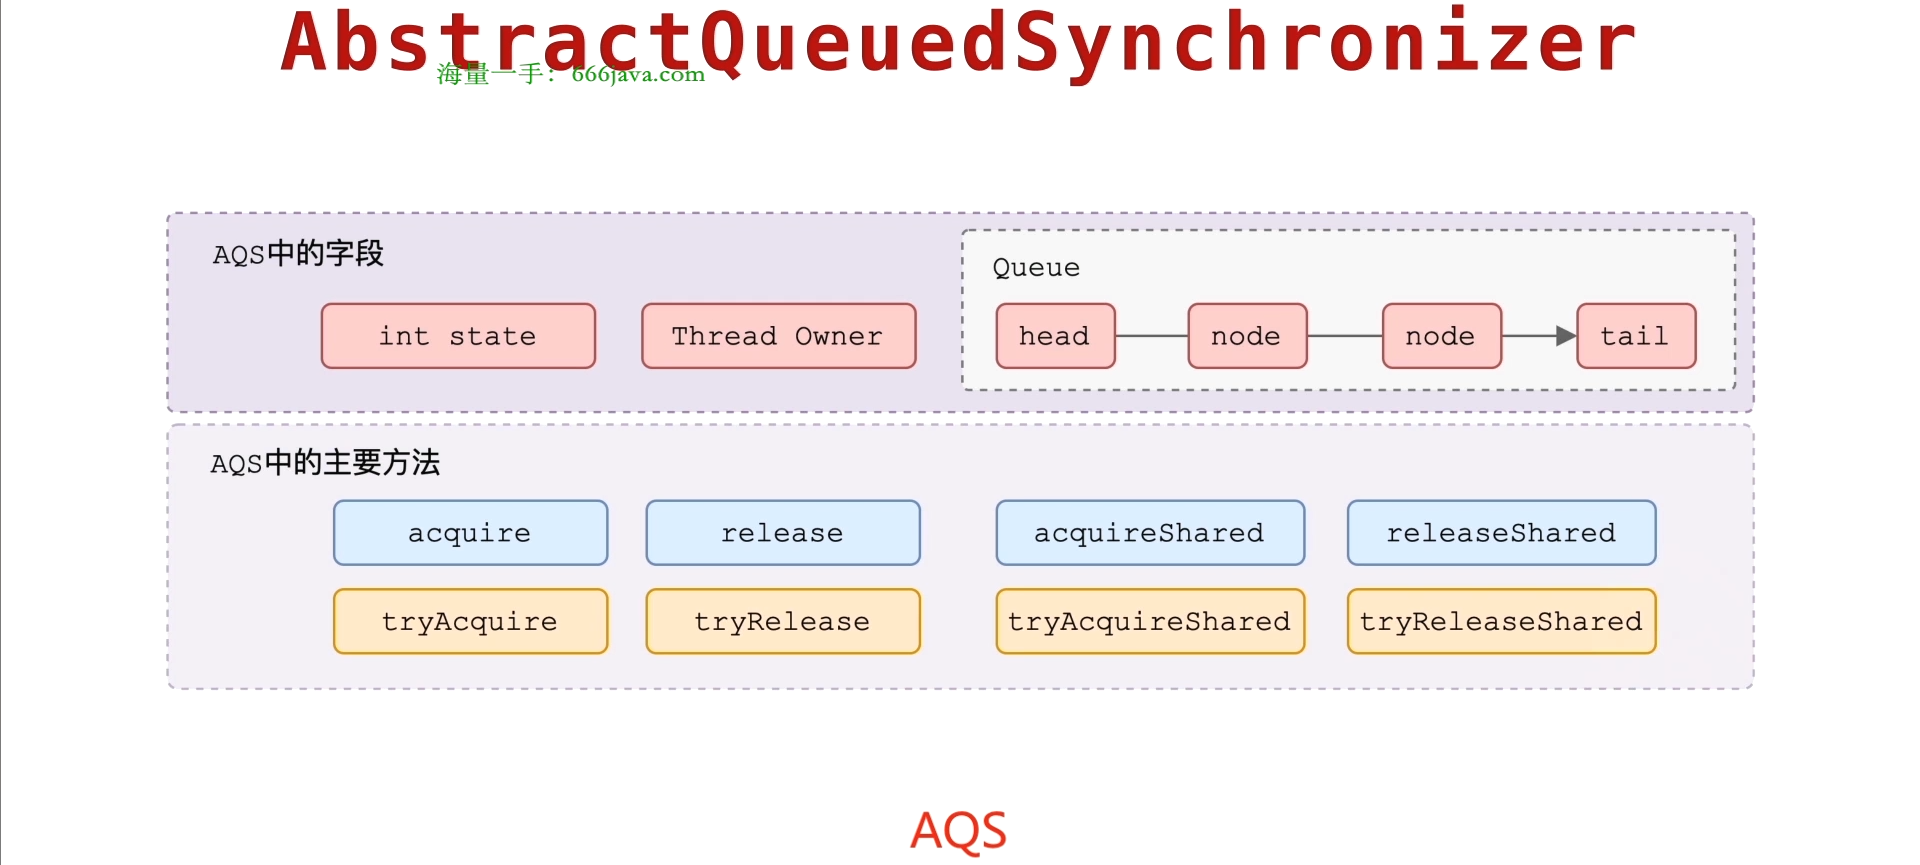 AbstractQueuedSynchronizer
海量一手：666java.com
AQS中的字段
Queue
int state
Thread Owner
head
node
node
tail
AQS中的主要方法
acquire
release
acquireShared
releaseShared
tryAcquire
tryRelease
tryAcquireShared
tryReleaseShared
AQS